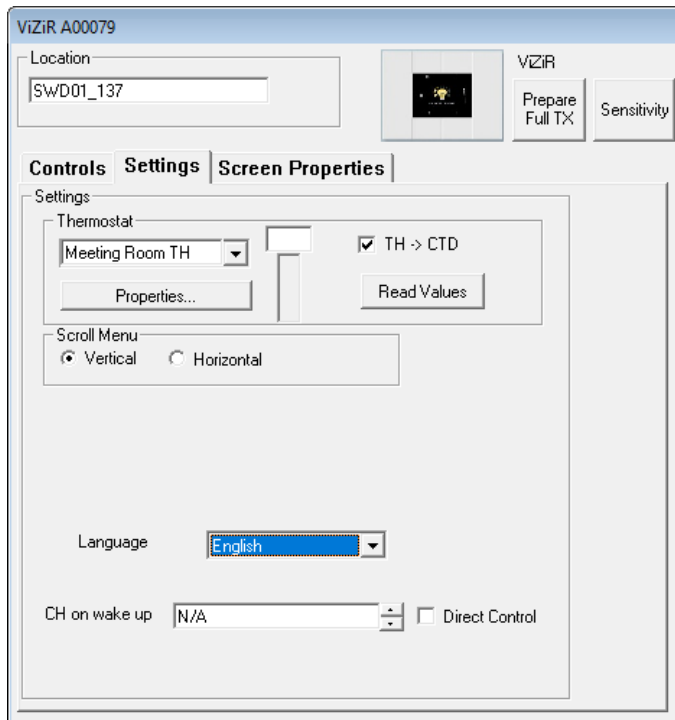 ViZiR A00079
Location
SWD01_137
ViZiR
Prepare
Full TX
Sensitivity
Controls
Settings
Screen Properties
Settings
Thermostat
Meeting Room TH
TH -> CTD
Properties...
Read Values
Scroll Menu
Vertical
Horizontal
Language
English
CH on wake up
N/A
Direct Control